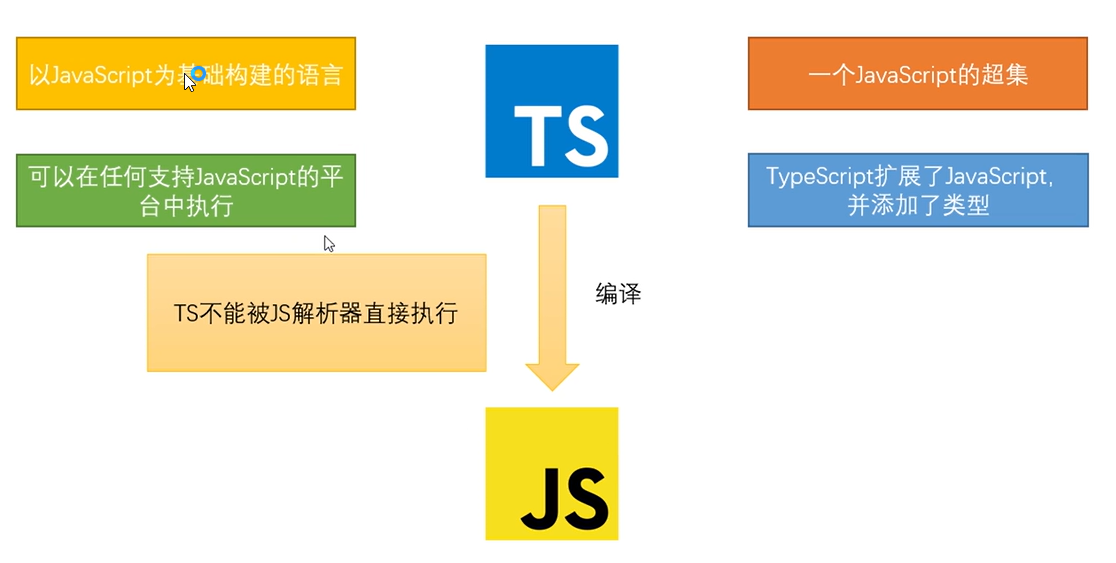 以JavaScript为基础构建的语言
TS
一个JavaScript的超集
可以在任何支持JavaScript的平
台中执行
TypeScript扩展了JavaScript,
并添加了类型
TS不能被JS解析器直接执行
编译
JS